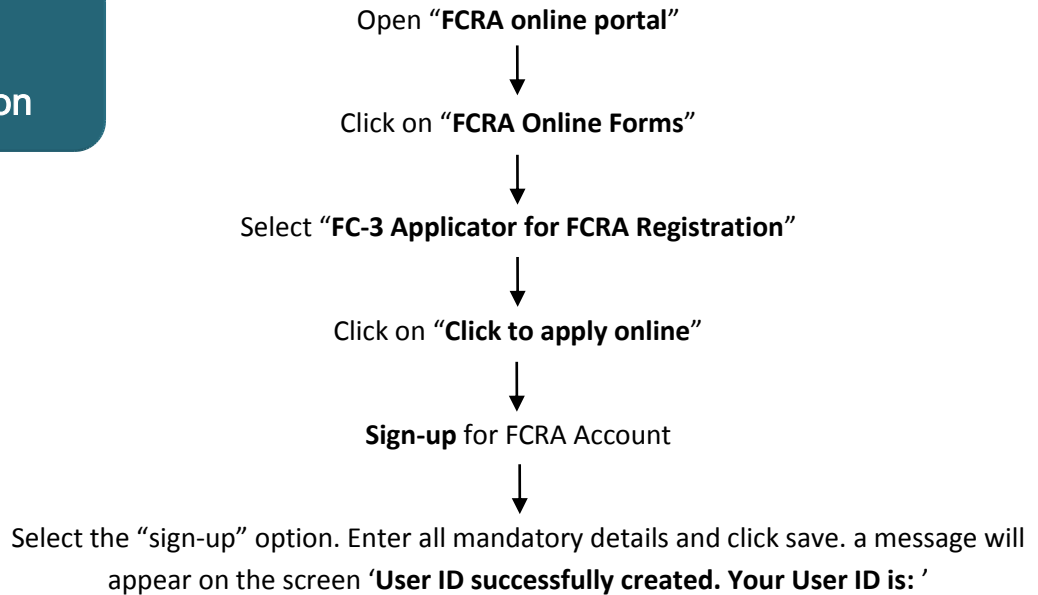 on
Open “FCRA online portal”
Click on “FCRA Online Forms”
Select “FC-3 Applicator for FCRA Registration”
Click on “Click to apply online”
Sign-up for FCRA Account
Select the “sign-up” option. Enter all mandatory details and click save. a message will
appear on the screen ‘User ID successfully created. Your User ID is: ’